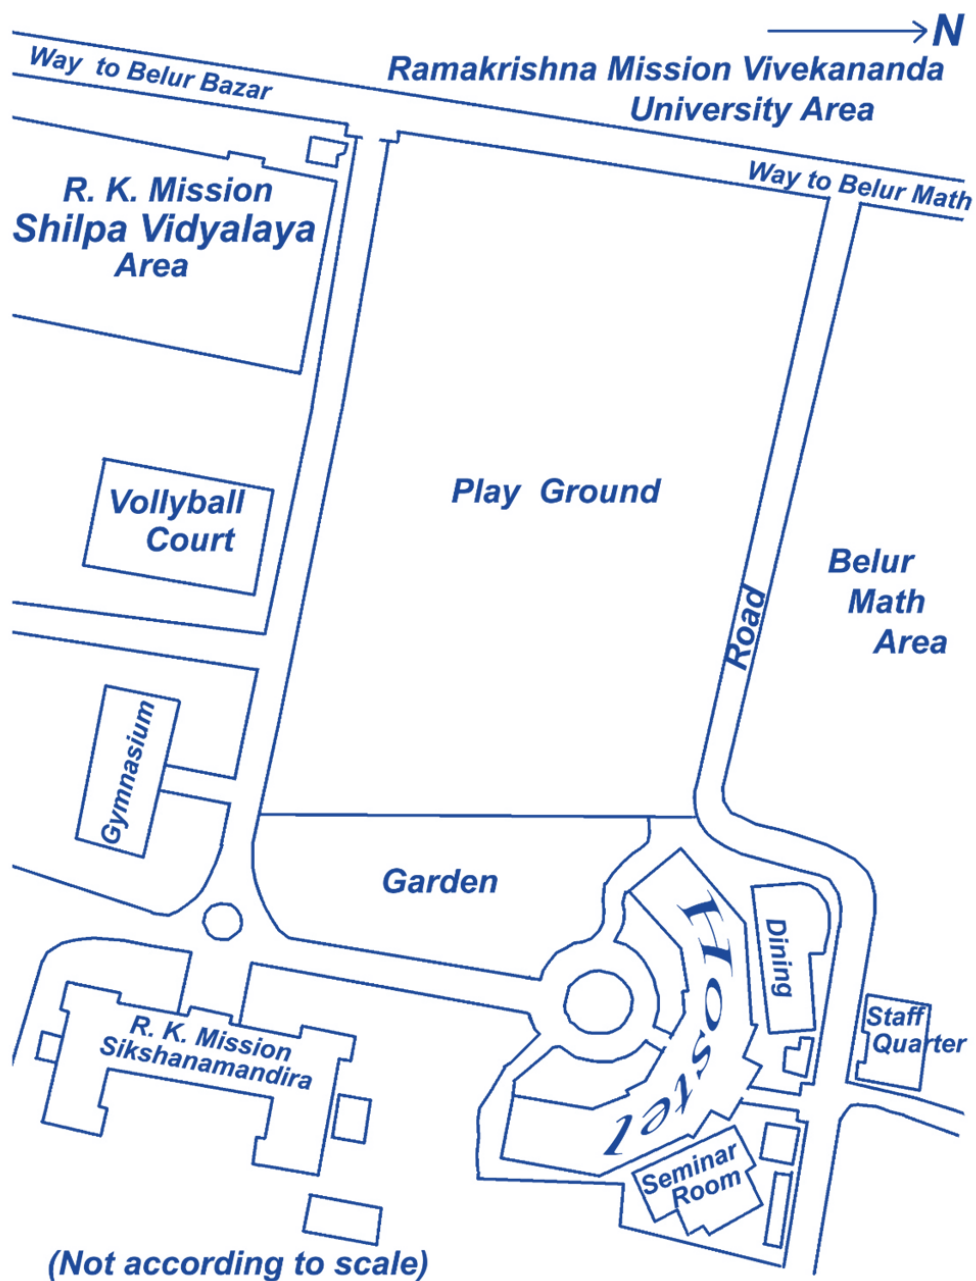 N
Way to Belur Bazar
Ramakrishna Mission Vivekananda
University Area
Way to Belur Math
R. K. Mission
Shilpa Vidyalaya
Area
Vollyball
Court
Play Ground
Belur
Math
Area
Road
Gymnasium
Garden
Hostel
Dining
Staff
Quarter
R. K. Mission
Sikshanamandira
Seminar
Room
(Not according to scale)